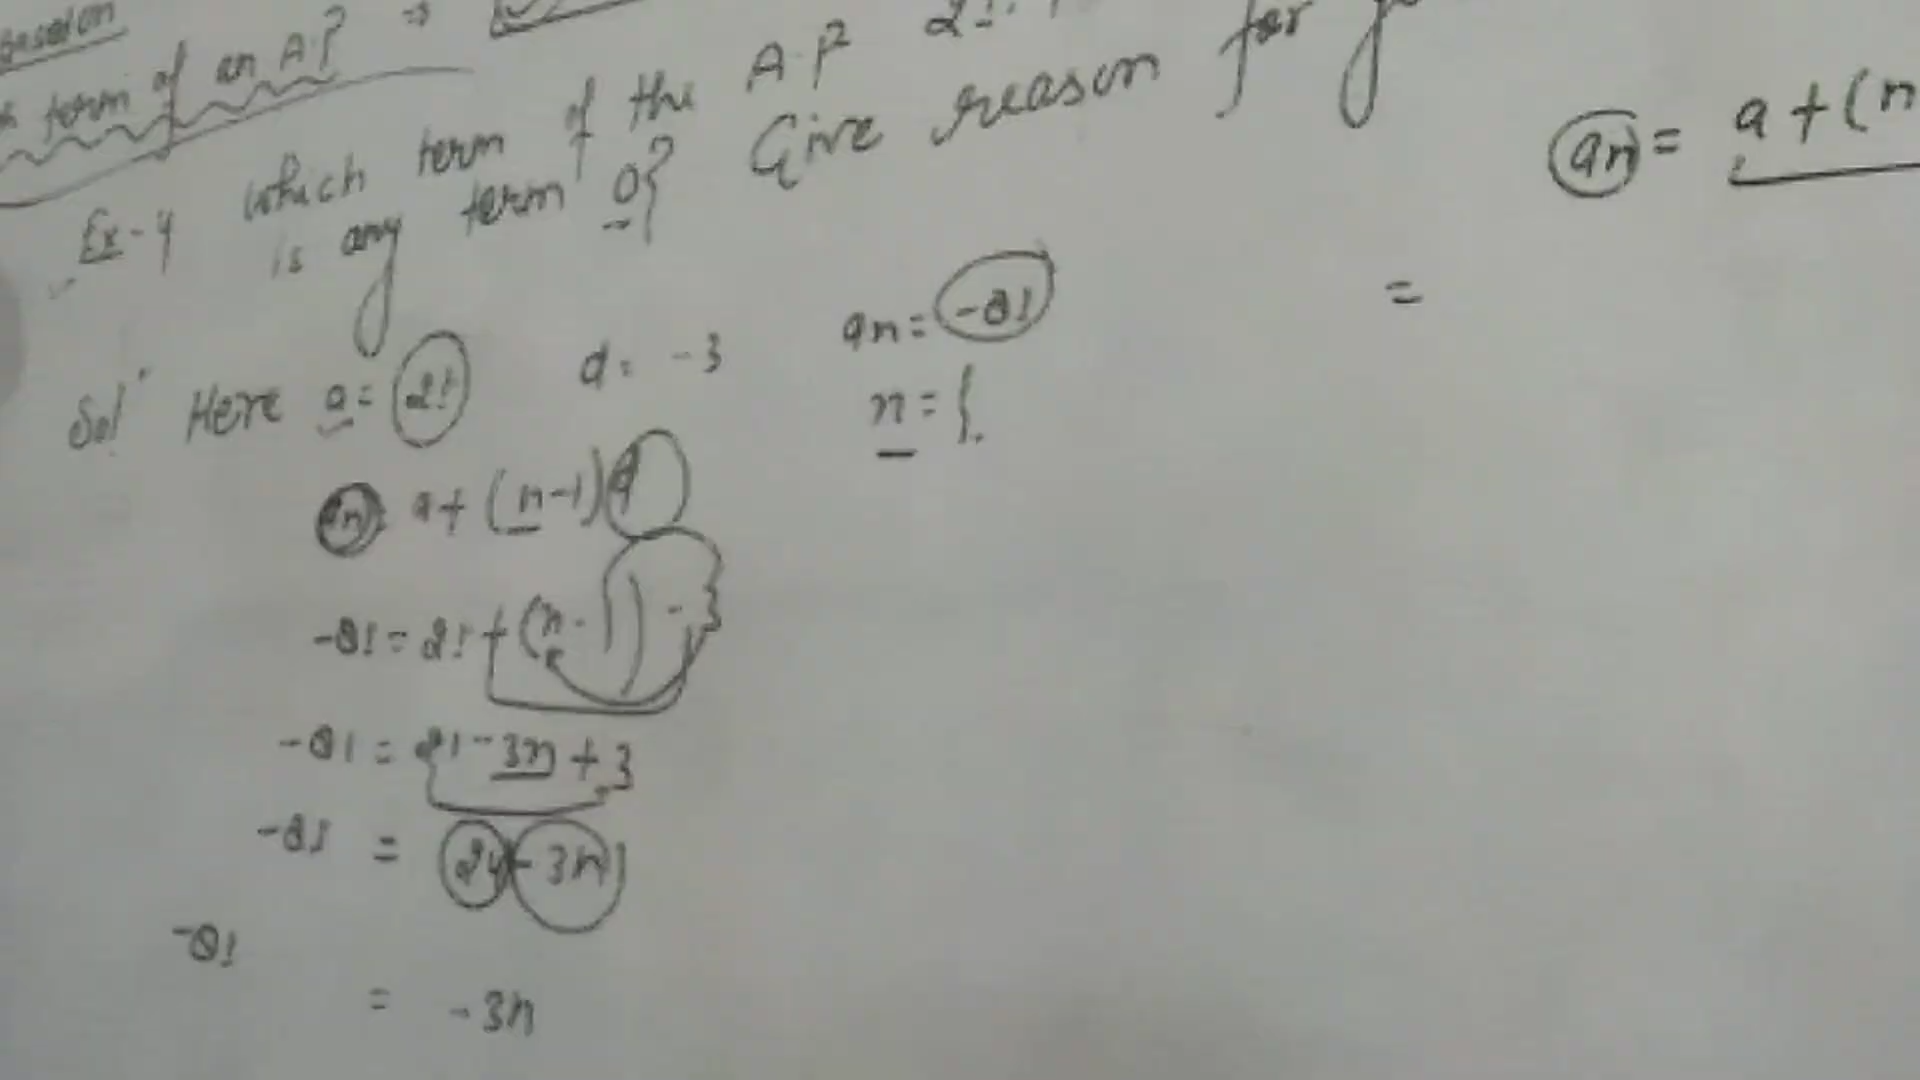 Based on
term of an A.P ⇒
Ex-4 which term of the A.P 21,
is any term 0? Give reason for
an = a + (n
=
Sol Here a = 21 d = -3 an = -81
n = ?
an = a + (n-1)d
-81 = 21 + (n-1) -3
-81 = 21 - 3n + 3
-81 = 24 - 3n
-81
= -3n